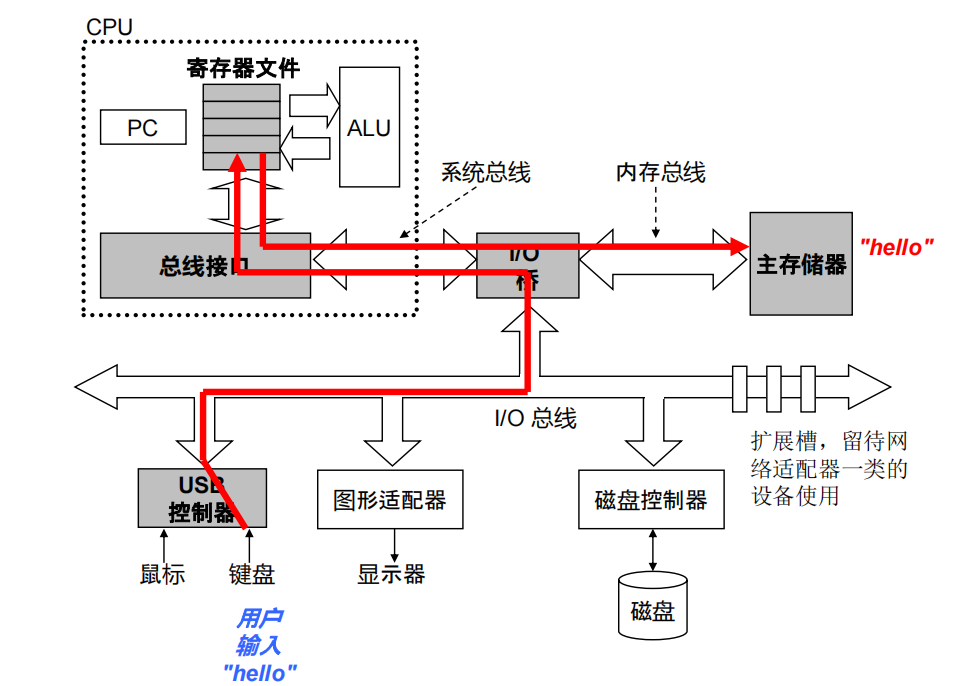 CPU
寄存器文件
PC
ALU
系统总线
内存总线
总线接口
I/O
桥
主存储器
"hello"
I/O 总线
扩展槽，留待网
络适配器一类的
设备使用
USB
控制器
图形适配器
磁盘控制器
鼠标
键盘
显示器
磁盘
用户
输入
"hello"